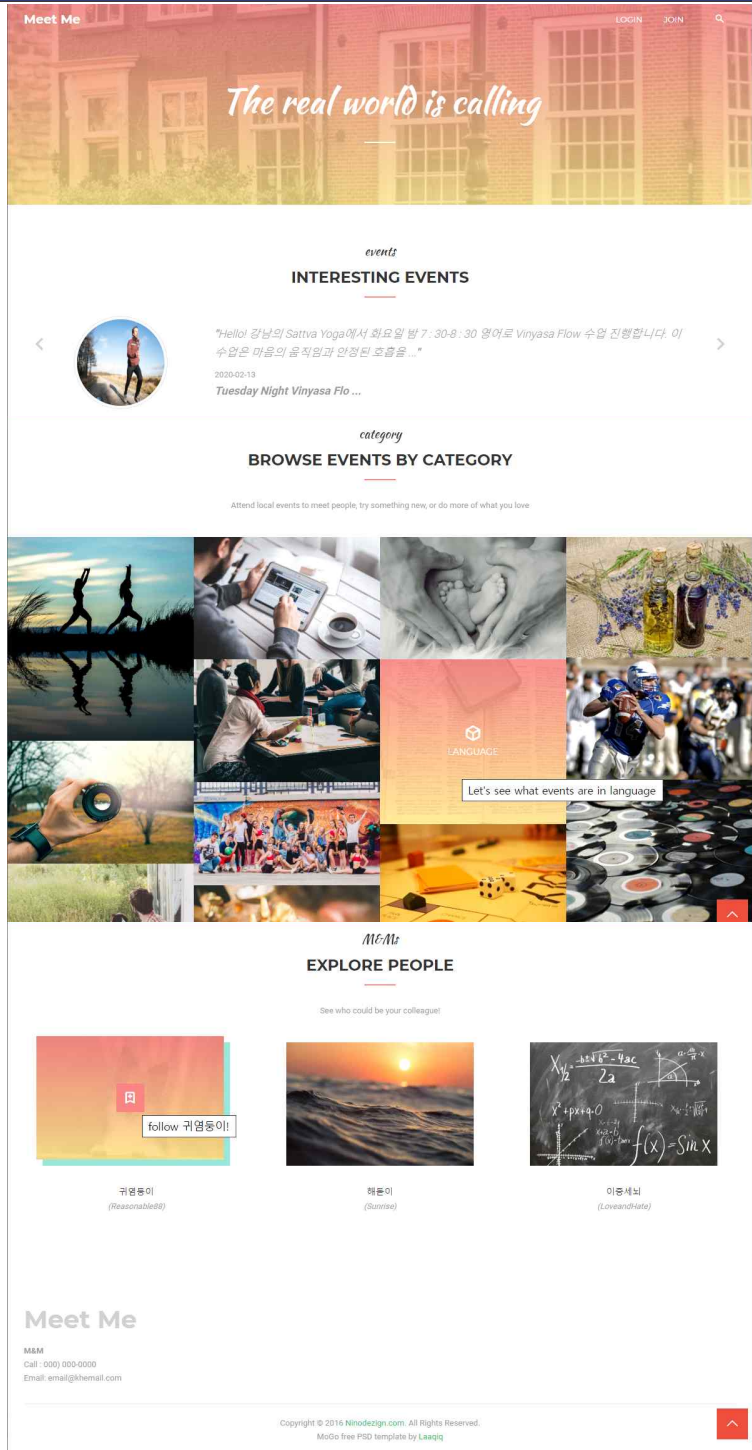 Meet Me
LOGIN JOIN
The real world is calling
events
INTERESTING EVENTS
"Hello! 강남의 Sattva Yoga에서 화요일 밤 7 : 30-8 : 30 영어로 Vinyasa Flow 수업 진행합니다. 이
수업은 마음의 움직임과 안정된 호흡을 ..."
2020-02-13
Tuesday Night Vinyasa Flo ...
category
BROWSE EVENTS BY CATEGORY
Attend local events to meet people, try something new, or do more of what you love
LANGUAGE
Let's see what events are in language
M&Ms
EXPLORE PEOPLE
See who could be your colleague!
follow 귀염둥이!
2a
f(x)=Sin x
귀염둥이
(Reasonable88)
해돋이
(Sunrise)
이중세뇌
(LoveandHate)
Meet Me
M&M
Call : 000) 000-0000
Email: email@khemail.com
Copyright © 2016 Ninodezign.com. All Rights Reserved.
MoGo free PSD template by Laaqiq